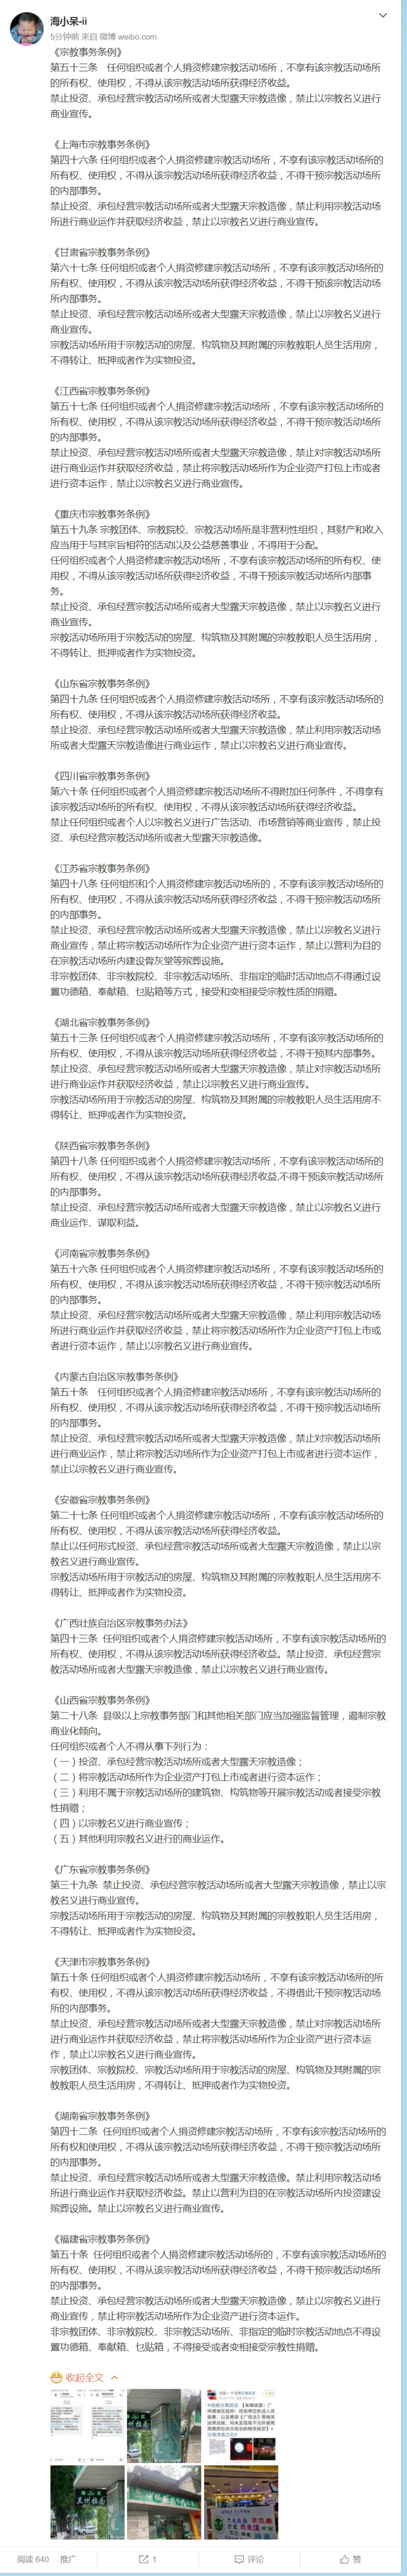 海小呆-ii
5分钟前 来自 微博 weibo.com
《宗教事务条例》
第五十三条　任何组织或者个人捐资修建宗教活动场所，不享有该宗教活动场所
的所有权、使用权，不得从该宗教活动场所获得经济收益。
禁止投资、承包经营宗教活动场所或者大型露天宗教造像，禁止以宗教名义进行
商业宣传。
《上海市宗教事务条例》
第四十六条 任何组织或者个人捐资修建宗教活动场所，不享有该宗教活动场所的
所有权、使用权，不得从该宗教活动场所获得经济收益，不得干预宗教活动场所
的内部事务。
禁止投资、承包经营宗教活动场所或者大型露天宗教造像，禁止利用宗教活动场
所进行商业运作并获取经济收益，禁止以宗教名义进行商业宣传。
《甘肃省宗教事务条例》
第六十七条 任何组织或者个人捐资修建宗教活动场所，不享有该宗教活动场所的
所有权、使用权，不得从该宗教活动场所获得经济收益，不得干预该宗教活动场
所内部事务。
禁止投资、承包经营宗教活动场所或者大型露天宗教造像，禁止以宗教名义进行
商业宣传。
宗教活动场所用于宗教活动的房屋、构筑物及其附属的宗教教职人员生活用房，
不得转让、抵押或者作为实物投资。
《江西省宗教事务条例》
第五十七条 任何组织或者个人捐资修建宗教活动场所，不享有该宗教活动场所的
所有权、使用权，不得从该宗教活动场所获得经济收益，不得干预宗教活动场所
的内部事务。
禁止投资、承包经营宗教活动场所或者大型露天宗教造像，禁止对宗教活动场所
进行商业运作并获取经济收益，禁止将宗教活动场所作为企业资产打包上市或者
进行资本运作，禁止以宗教名义进行商业宣传。
《重庆市宗教事务条例》
第五十九条 宗教团体、宗教院校、宗教活动场所是非营利性组织，其财产和收入
应当用于与其宗旨相符的活动以及公益慈善事业，不得用于分配。
任何组织或者个人捐资修建宗教活动场所，不享有该宗教活动场所的所有权、使
用权，不得从该宗教活动场所获得经济收益，不得干预该宗教活动场所内部事
务。
禁止投资、承包经营宗教活动场所或者大型露天宗教造像，禁止以宗教名义进行
商业宣传。
宗教活动场所用于宗教活动的房屋、构筑物及其附属的宗教教职人员生活用房，
不得转让、抵押或者作为实物投资。
《山东省宗教事务条例》
第四十九条 任何组织或者个人捐资修建宗教活动场所，不享有该宗教活动场所的
所有权、使用权，不得从该宗教活动场所获得经济收益。
禁止投资、承包经营宗教活动场所或者大型露天宗教造像，禁止利用宗教活动场
所或者大型露天宗教造像进行商业运作，禁止以宗教名义进行商业宣传。
《四川省宗教事务条例》
第六十条 任何组织或者个人捐资修建宗教活动场所不得附加任何条件，不得享有
该宗教活动场所的所有权、使用权，不得从该宗教活动场所获得经济收益。
禁止任何组织或者个人以宗教名义进行广告活动、市场营销等商业宣传，禁止投
资、承包经营宗教活动场所或者大型露天宗教造像。
《江苏省宗教事务条例》
第四十八条 任何组织和个人捐资修建宗教活动场所的，不享有该宗教活动场所的
所有权、使用权，不得从该宗教活动场所获得经济收益，不得干预宗教活动场所
的内部事务。
禁止投资、承包经营宗教活动场所或者大型露天宗教造像，禁止以宗教名义进行
商业宣传，禁止将宗教活动场所作为企业资产进行资本运作，禁止以营利为目的
在宗教活动场所内建设骨灰堂等殡葬设施。
非宗教团体、非宗教院校、非宗教活动场所、非指定的临时活动地点不得通过设
置功德箱、奉献箱、乜贴箱等方式，接受和变相接受宗教性质的捐赠。
《湖北省宗教事务条例》
第五十三条 任何组织或者个人捐资修建宗教活动场所，不享有该宗教活动场所的
所有权、使用权，不得从该宗教活动场所获得经济收益，不得干预其内部事务。
禁止投资、承包经营宗教活动场所或者大型露天宗教造像，禁止对宗教活动场所
进行商业运作并获取经济收益，禁止以宗教名义进行商业宣传。
宗教活动场所用于宗教活动的房屋、构筑物及其附属的宗教教职人员生活用房不
得转让、抵押或者作为实物投资。
《陕西省宗教事务条例》
第四十八条 任何组织或者个人捐资修建宗教活动场所，不享有该宗教活动场所的
所有权、使用权，不得从该宗教活动场所获得经济收益,不得干预该宗教活动场所
的内部事务。
禁止投资、承包经营宗教活动场所或者大型露天宗教造像，禁止以宗教名义进行
商业运作、谋取利益。
《河南省宗教事务条例》
第五十六条 任何组织或者个人捐资修建宗教活动场所，不享有该宗教活动场所的
所有权、使用权，不得从该宗教活动场所获得经济收益，不得干预宗教活动场所
的内部事务。
禁止投资、承包经营宗教活动场所或者大型露天宗教造像，禁止利用宗教活动场
所进行商业运作并获取经济收益，禁止将宗教活动场所作为企业资产打包上市或
者进行资本运作，禁止以宗教名义进行商业宣传。
《内蒙古自治区宗教事务条例》
第五十条　任何组织或者个人捐资修建宗教活动场所，不享有该宗教活动场所的
所有权、使用权，不得从该宗教活动场所获得经济收益，不得干预宗教活动场所
的内部事务。
禁止投资、承包经营宗教活动场所或者大型露天宗教造像，禁止对宗教活动场所
进行商业运作，禁止将宗教活动场所作为企业资产打包上市或者进行资本运作，
禁止以宗教名义进行商业宣传。
《安徽省宗教事务条例》
第二十七条 任何组织或者个人捐资修建宗教活动场所，不享有该宗教活动场所的
所有权、使用权，不得从该宗教活动场所获得经济收益。
禁止以任何形式投资、承包经营宗教活动场所或者大型露天宗教造像，禁止以宗
教名义进行商业宣传。
宗教活动场所用于宗教活动的房屋、构筑物及其附属的宗教教职人员生活用房不
得转让、抵押或者作为实物投资。
《广西壮族自治区宗教事务办法》
第四十三条 任何组织或者个人捐资修建宗教活动场所，不享有该宗教活动场所的
所有权、使用权，不得从该宗教活动场所获得经济收益。禁止投资、承包经营宗
教活动场所或者大型露天宗教造像，禁止以宗教名义进行商业宣传。
《山西省宗教事务条例》
第二十八条 县级以上宗教事务部门和其他相关部门应当加强监督管理，遏制宗教
商业化倾向。
任何组织或者个人不得从事下列行为：
（一）投资、承包经营宗教活动场所或者大型露天宗教造像；
（二）将宗教活动场所作为企业资产打包上市或者进行资本运作；
（三）利用不属于宗教活动场所的建筑物、构筑物等开展宗教活动或者接受宗教
性捐赠；
（四）以宗教名义进行商业宣传；
（五）其他利用宗教名义进行的商业运作。
《广东省宗教事务条例》
第三十九条 禁止投资、承包经营宗教活动场所或者大型露天宗教造像，禁止以宗
教名义进行商业宣传。
宗教活动场所用于宗教活动的房屋、构筑物及其附属的宗教教职人员生活用房，
不得转让、抵押或者作为实物投资。
《天津市宗教事务条例》
第五十条 任何组织或者个人捐资修建宗教活动场所，不享有该宗教活动场所的所
有权、使用权，不得从该宗教活动场所获得经济收益，不得借此干预宗教活动场
所的内部事务。
禁止投资、承包经营宗教活动场所或者大型露天宗教造像，禁止对宗教活动场所
进行商业运作并获取经济收益，禁止将宗教活动场所作为企业资产进行资本运
作，禁止以宗教名义进行商业宣传。
宗教团体、宗教院校、宗教活动场所用于宗教活动的房屋、构筑物及其附属的宗
教教职人员生活用房，不得转让、抵押或者作为实物投资。
《湖南省宗教事务条例》
第四十二条 任何组织或者个人捐资修建宗教活动场所，不享有该宗教活动场所的
所有权和使用权，不得从该宗教活动场所获得经济收益，不得干预宗教活动场所
的内部事务。
禁止投资、承包经营宗教活动场所或者大型露天宗教造像。禁止利用宗教活动场
所进行商业运作并获取经济收益。禁止以营利为目的在宗教活动场所内投资建设
殡葬设施。禁止以宗教名义进行商业宣传。
《福建省宗教事务条例》
第五十条 任何组织或者个人捐资修建宗教活动场所的，不享有该宗教活动场所的
所有权、使用权，不得从该宗教活动场所获得经济收益，不得干预宗教活动场所
的内部事务。
禁止投资、承包经营宗教活动场所或者大型露天宗教造像，禁止以宗教名义进行
商业宣传，禁止将宗教活动场所作为企业资产进行资本运作。
非宗教团体、非宗教院校、非宗教活动场所、非指定的临时宗教活动地点不得设
置功德箱、奉献箱、乜贴箱，不得接受或者变相接受宗教性捐赠。
收起全文
阅读 640 推广 1 评论 赞